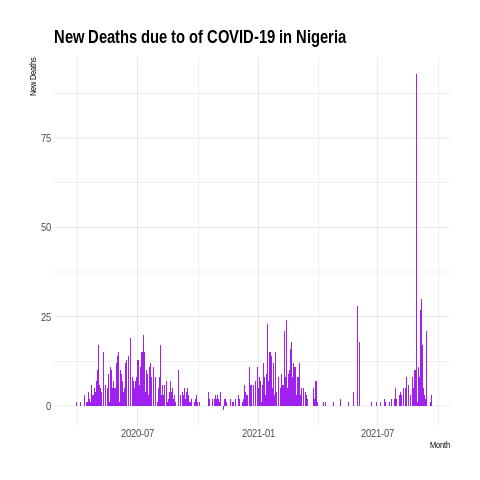 New Deaths due to of COVID-19 in Nigeria
New Deaths
75
50
25
0
2020-07
2021-01
2021-07
Month